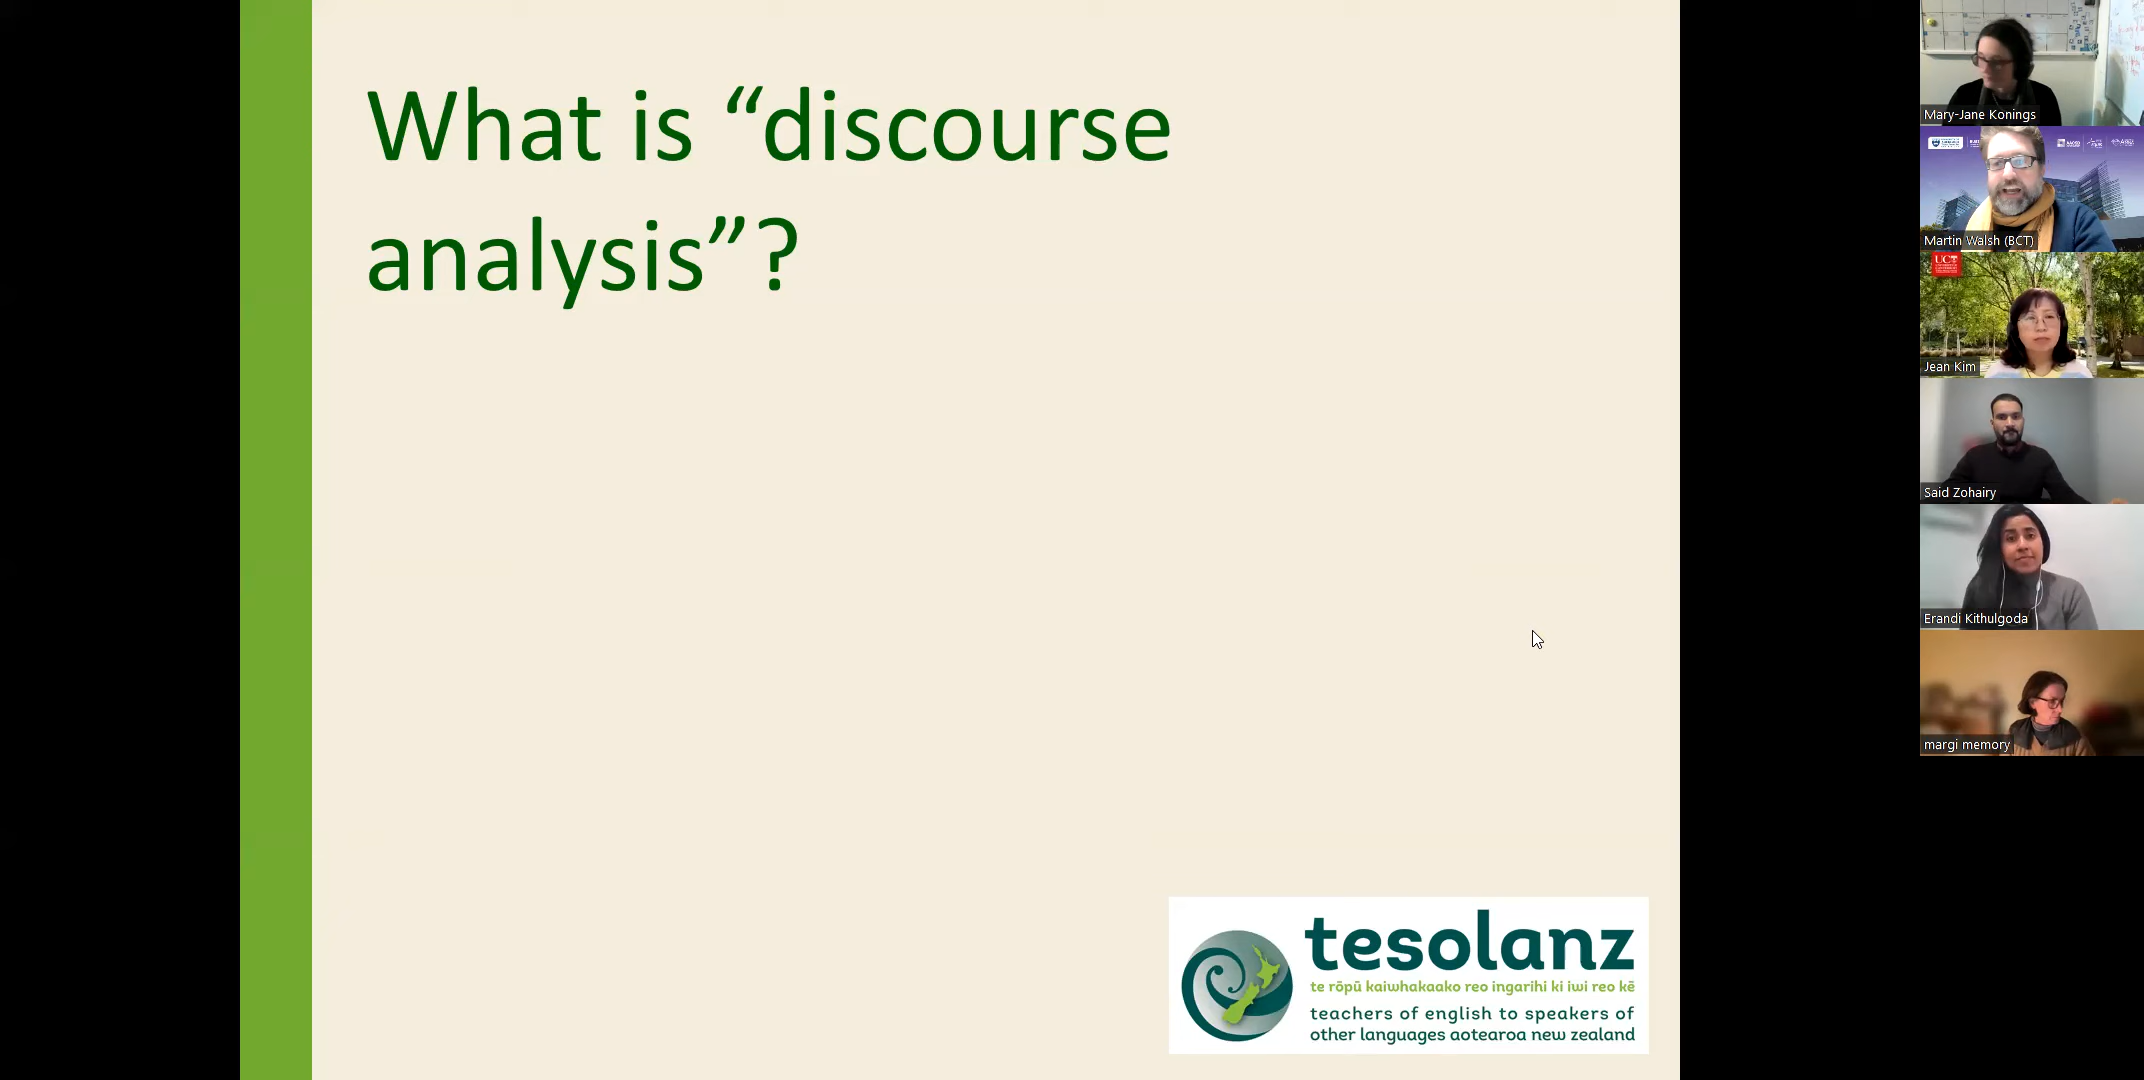 What is “discourse
analysis”?
tesolanz
te rōpū kaiwhakaako reo ingarihi ki iwi reo kē
teachers of english to speakers of
other languages aotearoa new zealand
Mary-Jane Konings
Martin Walsh (BCT)
UC
Jean Kim
Said Zohairy
Erandi Kithulgoda
margi memory